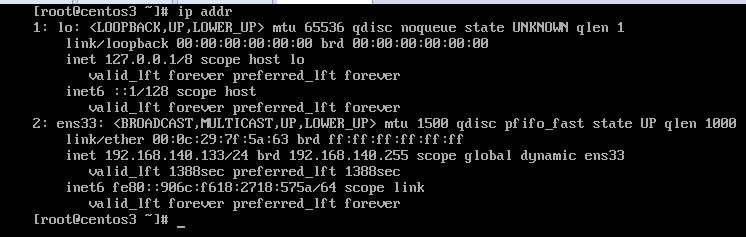 [root@centos3 ~]# ip addr
1: lo: <LOOPBACK,UP,LOWER_UP> mtu 65536 qdisc noqueue state UNKNOWN qlen 1
    link/loopback 00:00:00:00:00:00 brd 00:00:00:00:00:00
    inet 127.0.0.1/8 scope host lo
       valid_lft forever preferred_lft forever
    inet6 ::1/128 scope host
       valid_lft forever preferred_lft forever
2: ens33: <BROADCAST,MULTICAST,UP,LOWER_UP> mtu 1500 qdisc pfifo_fast state UP qlen 1000
    link/ether 00:0c:29:7f:5a:63 brd ff:ff:ff:ff:ff:ff
    inet 192.168.140.133/24 brd 192.168.140.255 scope global dynamic ens33
       valid_lft 1388sec preferred_lft 1388sec
    inet6 fe80::906c:f618:2718:575a/64 scope link
       valid_lft forever preferred_lft forever
[root@centos3 ~]# _